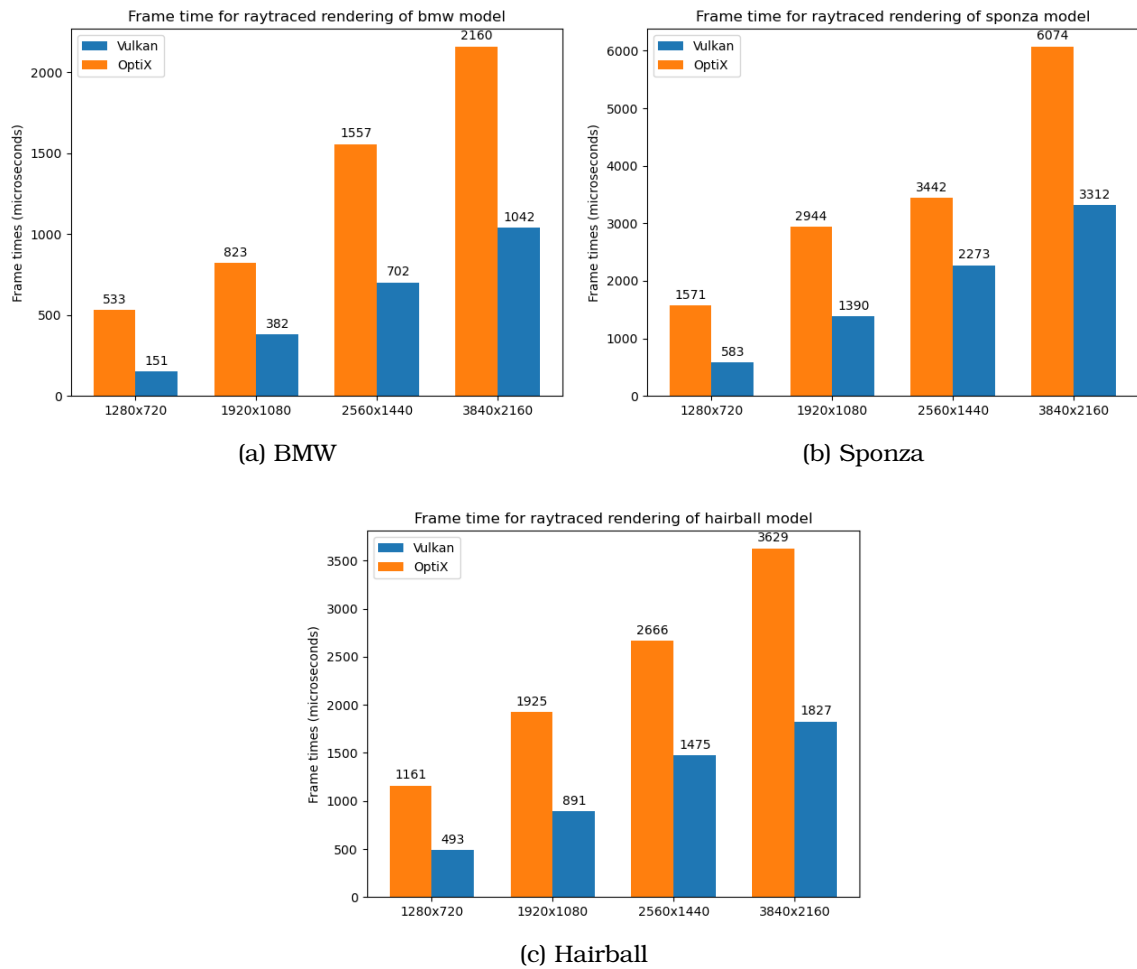 Frame time for raytraced rendering of bmw model
Vulkan
OptiX
Frame times (microseconds)
2000
1500
1000
500
0
533
151
823
382
1557
702
2160
1042
1280x720 1920x1080 2560x1440 3840x2160
(a) BMW
Frame time for raytraced rendering of sponza model
Vulkan
OptiX
Frame times (microseconds)
6000
5000
4000
3000
2000
1000
0
1571
583
2944
1390
3442
2273
6074
3312
1280x720 1920x1080 2560x1440 3840x2160
(b) Sponza
Frame time for raytraced rendering of hairball model
Vulkan
OptiX
Frame times (microseconds)
3500
3000
2500
2000
1500
1000
500
0
1161
493
1925
891
2666
1475
3629
1827
1280x720 1920x1080 2560x1440 3840x2160
(c) Hairball